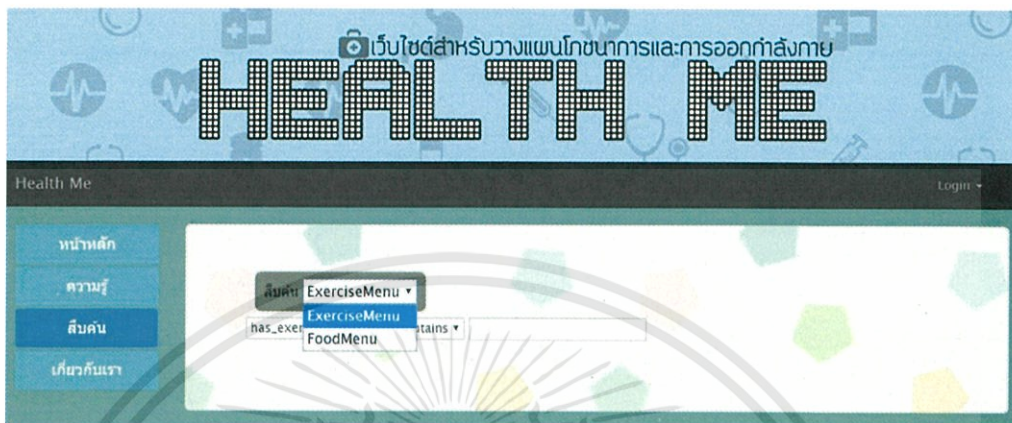 เว็บไซต์สำหรับวางแผนโภชนาการและการออกกำลังกาย
HEALTH ME
Health Me
Login
หน้าหลัก
ความรู้
สืบค้น
เกี่ยวกับเรา
สืบค้น ExerciseMenu
ExerciseMenu
FoodMenu